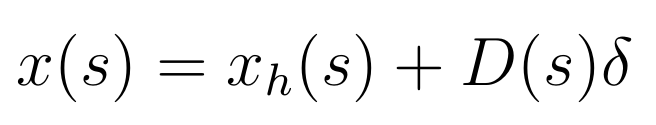 x(s) = x_h(s) + D(s)δ